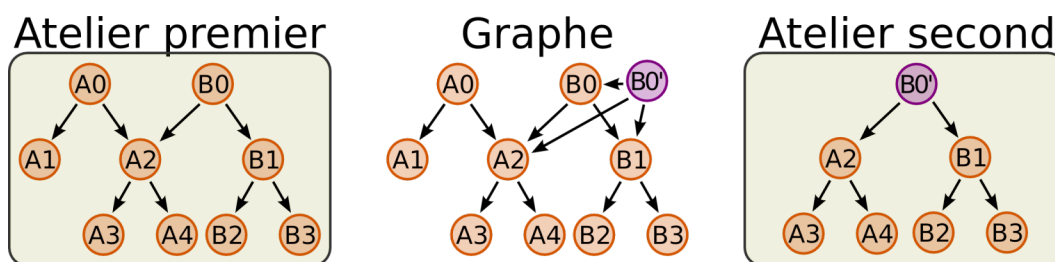 Atelier premier Graphe Atelier second
A0 B0 A0 B0 B0' B0'
A1 A2 B1 A1 A2 B1 A2 B1
A3 A4 B2 B3 A3 A4 B2 B3 A3 A4 B2 B3